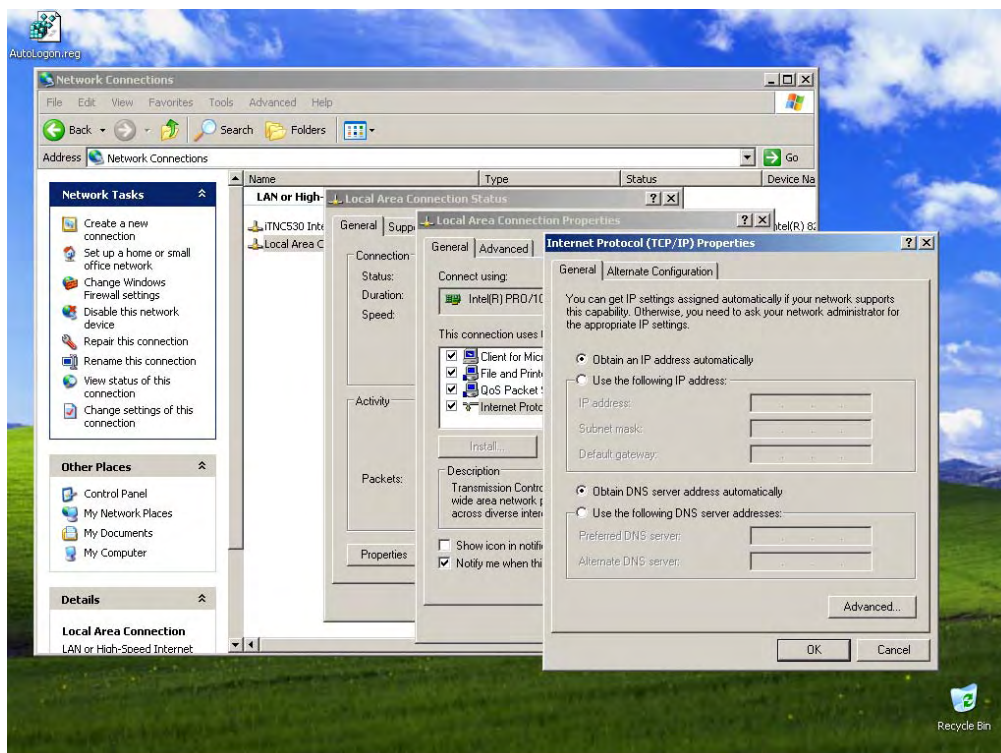 AutoLogon.reg
Network Connections
File Edit View Favorites Tools Advanced Help
Back Search Folders
Address Network Connections Go
Name Type Status Device Na
LAN or High-
iTNC530 Inte
ntel(R) 82
Local Area C
Network Tasks
Create a new
connection
Set up a home or small
office network
Change Windows
Firewall settings
Disable this network
device
Repair this connection
Rename this connection
View status of this
connection
Change settings of this
connection
Other Places
Control Panel
My Network Places
My Documents
My Computer
Details
Local Area Connection
LAN or High-Speed Internet
Local Area Connection Status
General Supp
Connection
Status:
Duration:
Speed:
Activity
Packets:
Properties
Local Area Connection Properties
General Advanced
Connect using:
Intel(R) PRO/10
This connection uses
Client for Micr
File and Print
QoS Packet S
Internet Proto
Install...
Description
Transmission Contro
wide area network p
across diverse inter
Show icon in notifi
Notify me when thi
Internet Protocol (TCP/IP) Properties
General Alternate Configuration
You can get IP settings assigned automatically if your network supports
this capability. Otherwise, you need to ask your network administrator for
the appropriate IP settings.
Obtain an IP address automatically
Use the following IP address:
IP address:
Subnet mask:
Default gateway:
Obtain DNS server address automatically
Use the following DNS server addresses:
Preferred DNS server:
Alternate DNS server:
Advanced...
OK Cancel
Recycle Bin